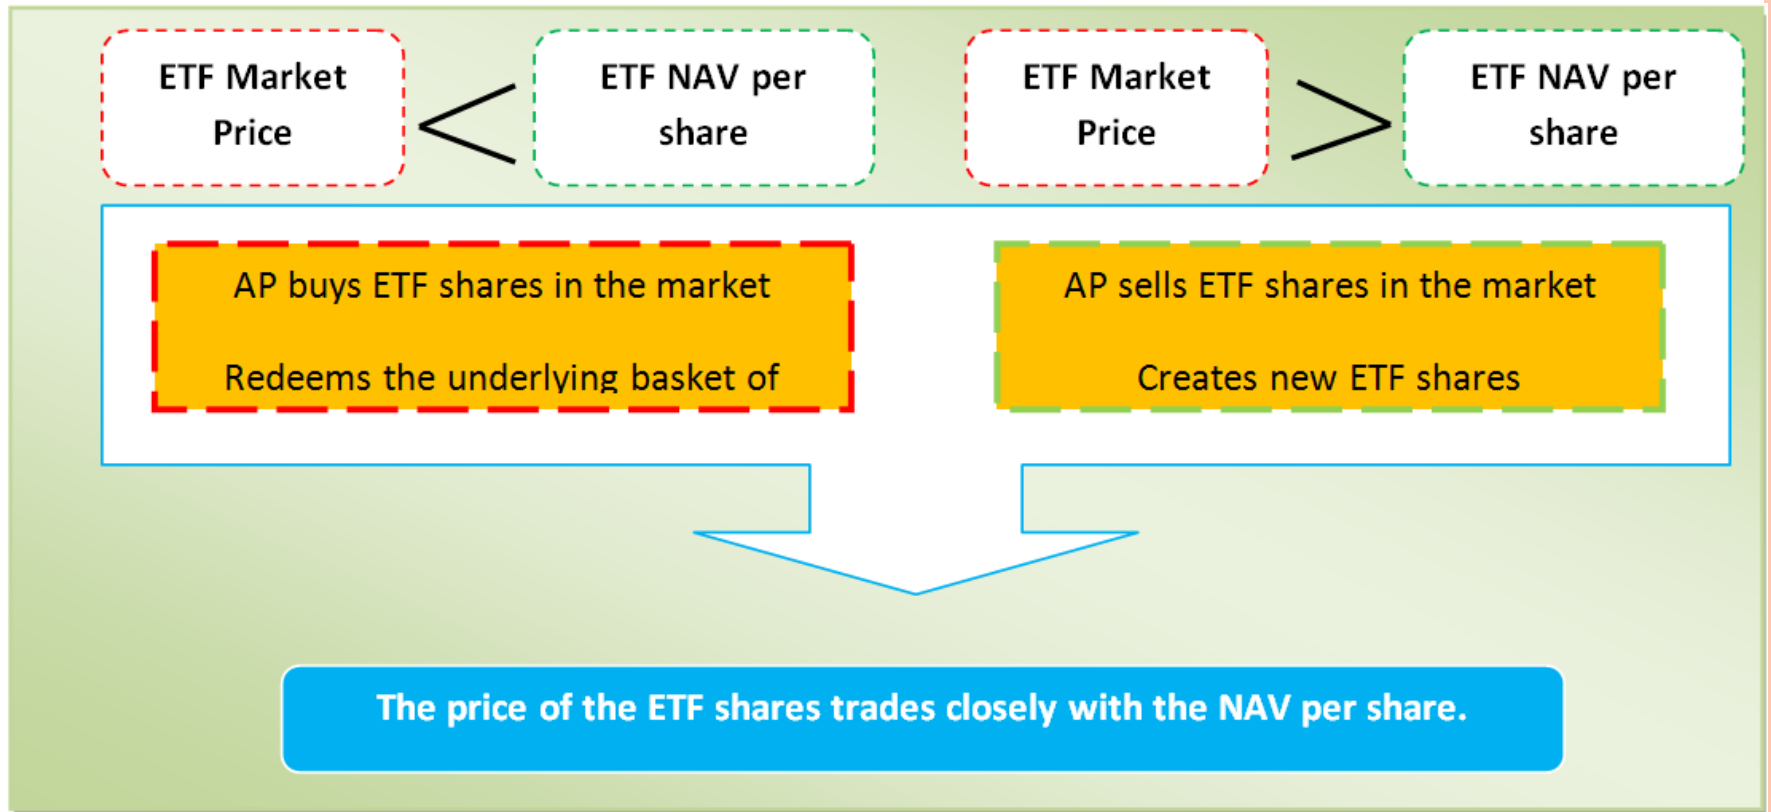 ETF Market
Price
<
ETF NAV per
share
ETF Market
Price
>
ETF NAV per
share
AP buys ETF shares in the market
Redeems the underlying basket of
AP sells ETF shares in the market
Creates new ETF shares
The price of the ETF shares trades closely with the NAV per share.